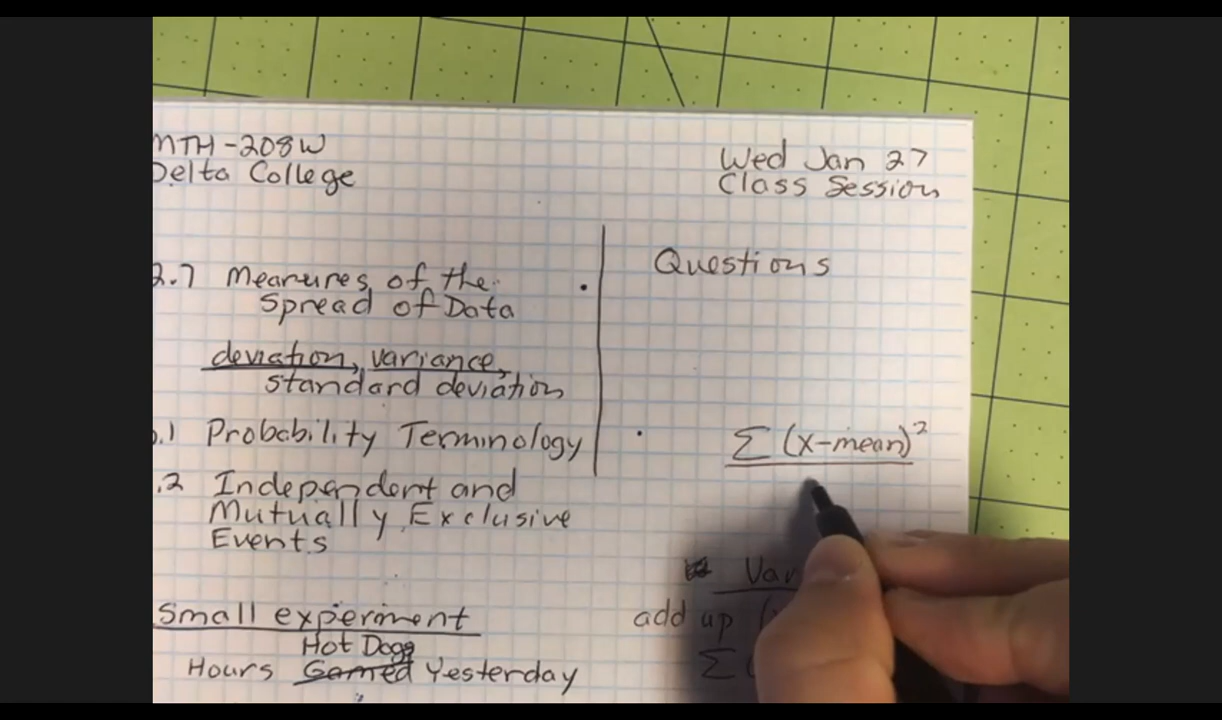 MTH-208W
Delta College
Wed Jan 27
Class Session
2.7 Measures of the
Spread of Data
deviation, variance,
standard deviation
.1 Probability Terminology
.2 Independent and
Mutually Exclusive
Events
Small experiment
Hot Dogs
Hours Gamed Yesterday
Questions
Σ (x-mean)²
Var
add up (
Σ (